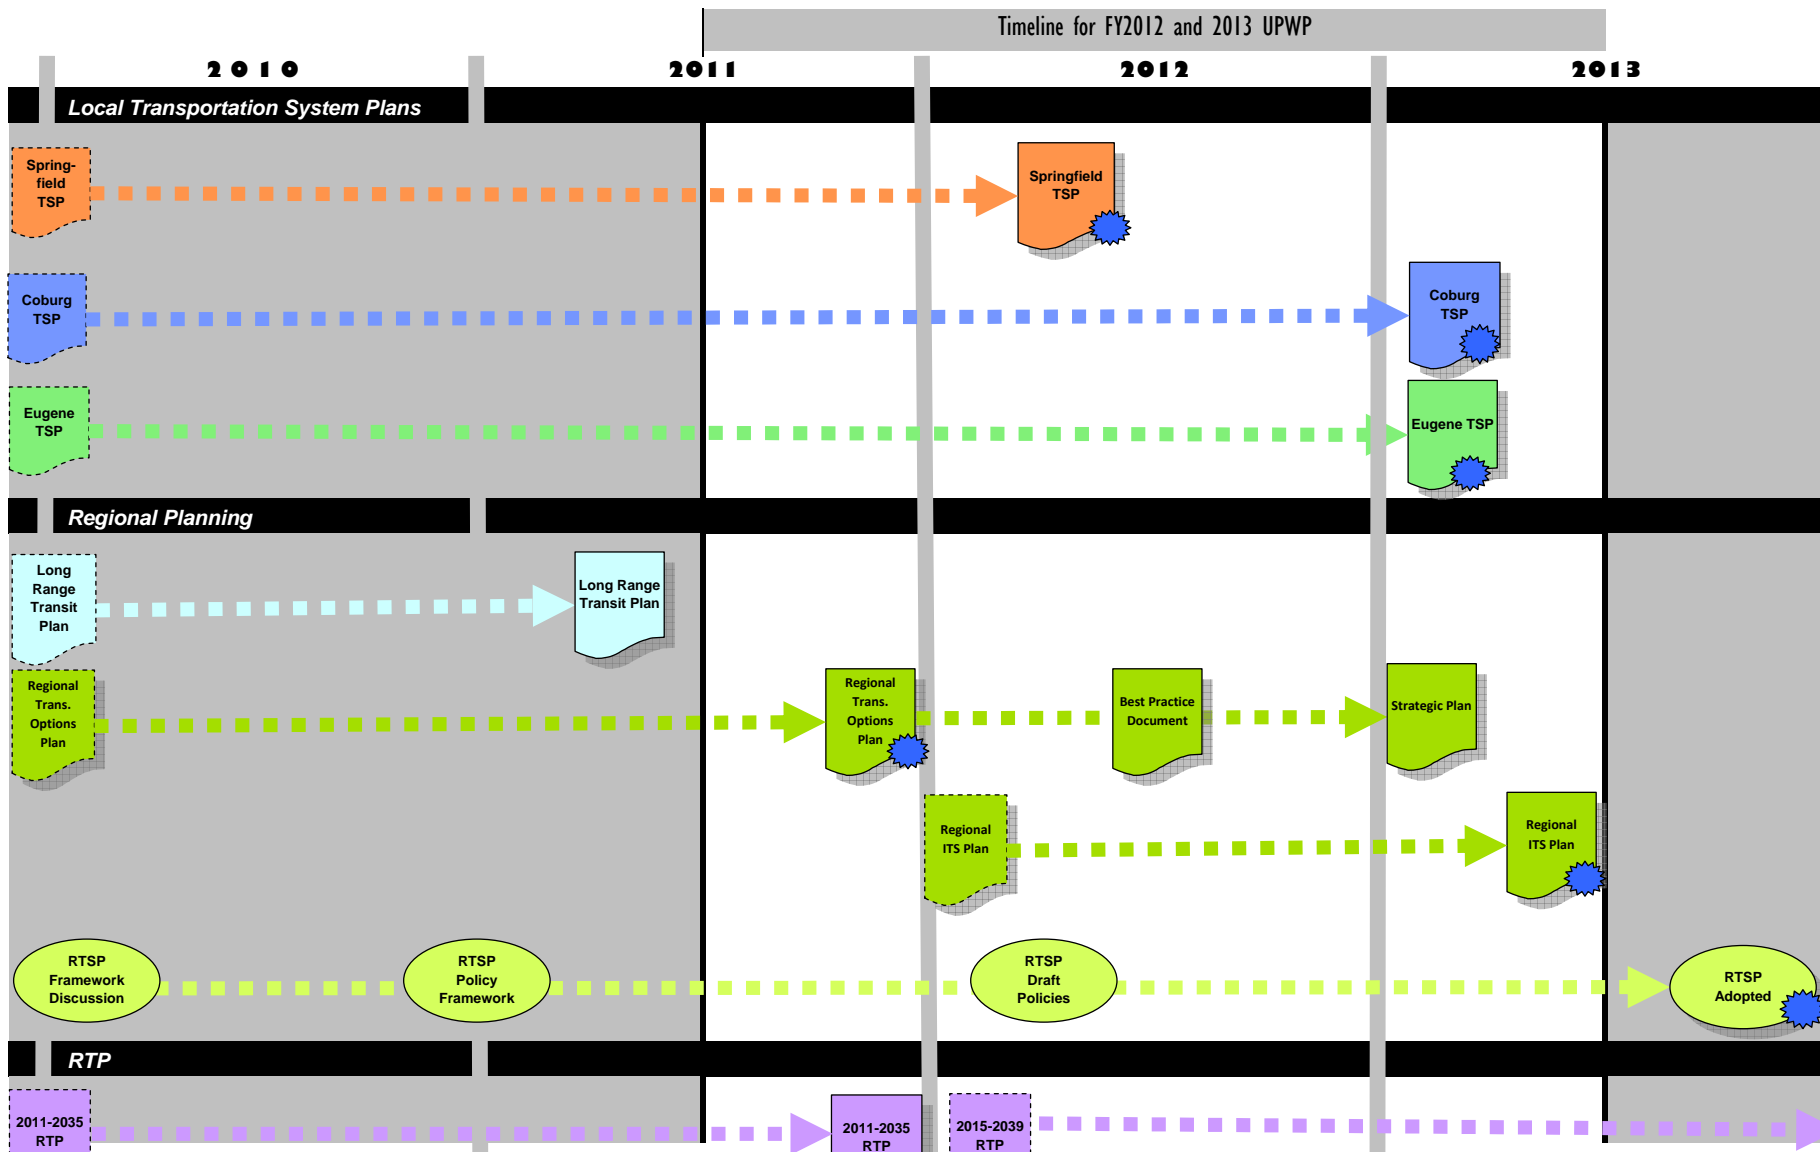 Timeline for FY2012 and 2013 UPWP
2010
2011
2012
2013
Local Transportation System Plans
Spring-
field
TSP
Springfield
TSP
Coburg
TSP
Coburg
TSP
Eugene
TSP
Eugene TSP
Regional Planning
Long
Range
Transit
Plan
Long Range
Transit Plan
Regional
Trans.
Options
Plan
Regional
Trans.
Options
Plan
Best Practice
Document
Strategic Plan
Regional
ITS Plan
Regional
ITS Plan
RTSP
Framework
Discussion
RTSP
Policy
Framework
RTSP
Draft
Policies
RTSP
Adopted
RTP
2011-2035
RTP
2011-2035
RTP
2015-2039
RTP